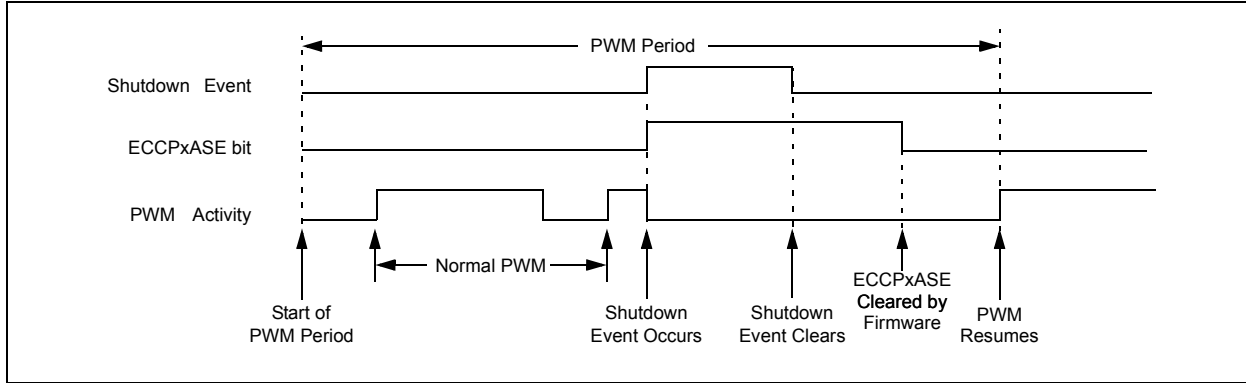 PWM Period
Shutdown Event
ECCPxASE bit
PWM Activity
Normal PWM
Start of
PWM Period
Shutdown
Event Occurs
Shutdown
Event Clears
ECCPxASE
Cleared by
Firmware
PWM
Resumes